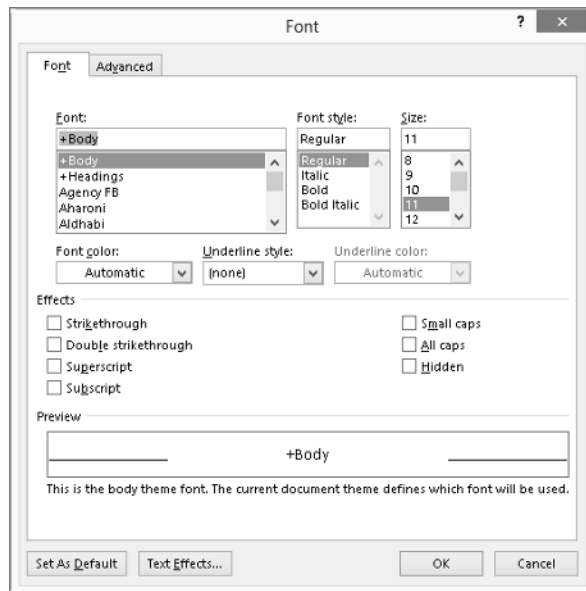 Font
? ×
Font Advanced
Font: Font style: Size:
+Body Regular 11
+Body Regular 8
+Headings Italic 9
Agency FB Bold 10
Aharoni Bold Italic 11
Aldhabi 12
Font color: Underline style: Underline color:
Automatic (none) Automatic
Effects
Strikethrough Small caps
Double strikethrough All caps
Superscript Hidden
Subscript
Preview
+Body
This is the body theme font. The current document theme defines which font will be used.
Set As Default Text Effects... OK Cancel